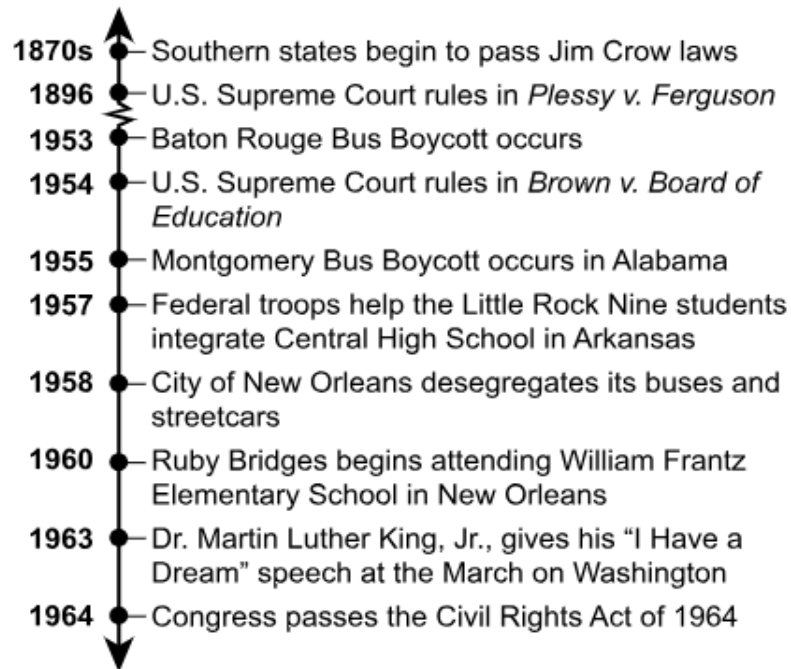 1870s Southern states begin to pass Jim Crow laws
1896 U.S. Supreme Court rules in Plessy v. Ferguson
1953 Baton Rouge Bus Boycott occurs
1954 U.S. Supreme Court rules in Brown v. Board of
Education
1955 Montgomery Bus Boycott occurs in Alabama
1957 Federal troops help the Little Rock Nine students
integrate Central High School in Arkansas
1958 City of New Orleans desegregates its buses and
streetcars
1960 Ruby Bridges begins attending William Frantz
Elementary School in New Orleans
1963 Dr. Martin Luther King, Jr., gives his “I Have a
Dream” speech at the March on Washington
1964 Congress passes the Civil Rights Act of 1964